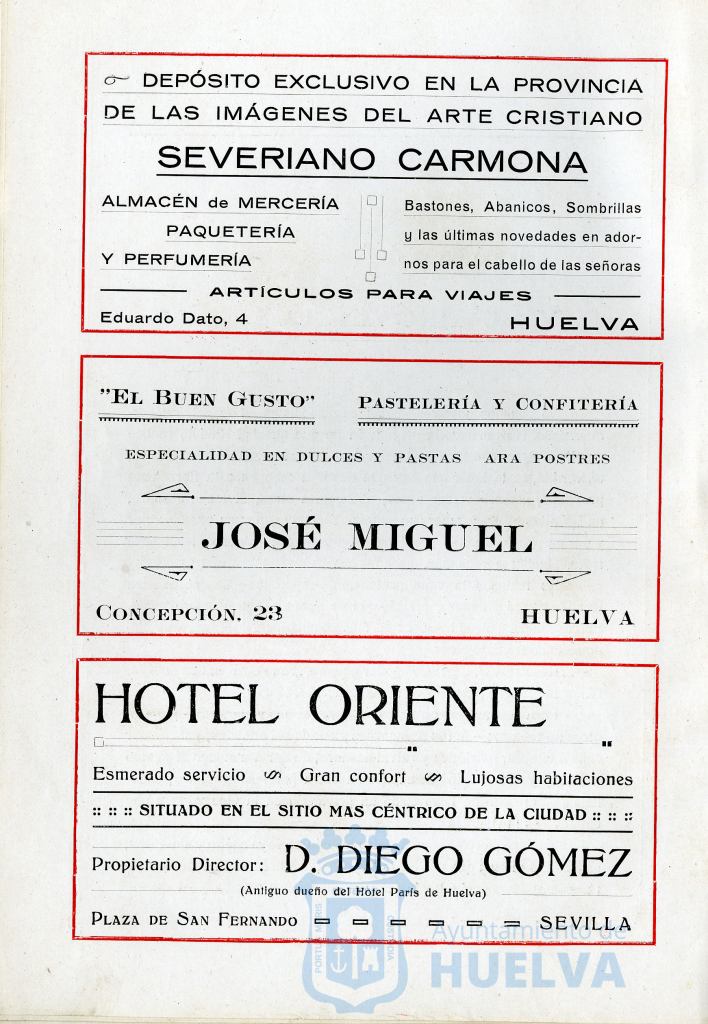 DEPÓSITO EXCLUSIVO EN LA PROVINCIA
DE LAS IMÁGENES DEL ARTE CRISTIANO
SEVERIANO CARMONA
ALMACÉN de MERCERÍA
PAQUETERÍA
Y PERFUMERÍA
Bastones, Abanicos, Sombrillas
y las últimas novedades en ador-
nos para el cabello de las señoras
ARTÍCULOS PARA VIAJES
Eduardo Dato, 4 HUELVA
"EL BUEN GUSTO" PASTELERÍA Y CONFITERÍA
ESPECIALIDAD EN DULCES Y PASTAS ARA POSTRES
JOSÉ MIGUEL
CONCEPCIÓN. 23 HUELVA
HOTEL ORIENTE
Esmerado servicio Gran confort Lujosas habitaciones
:: :: :: SITUADO EN EL SITIO MAS CÉNTRICO DE LA CIUDAD :: :: ::
Propietario Director: D. DIEGO GÓMEZ
(Antiguo dueño del Hotel París de Huelva)
PLAZA DE SAN FERNANDO SEVILLA
Ayuntamiento de
HUELVA
PORTUS MARIS